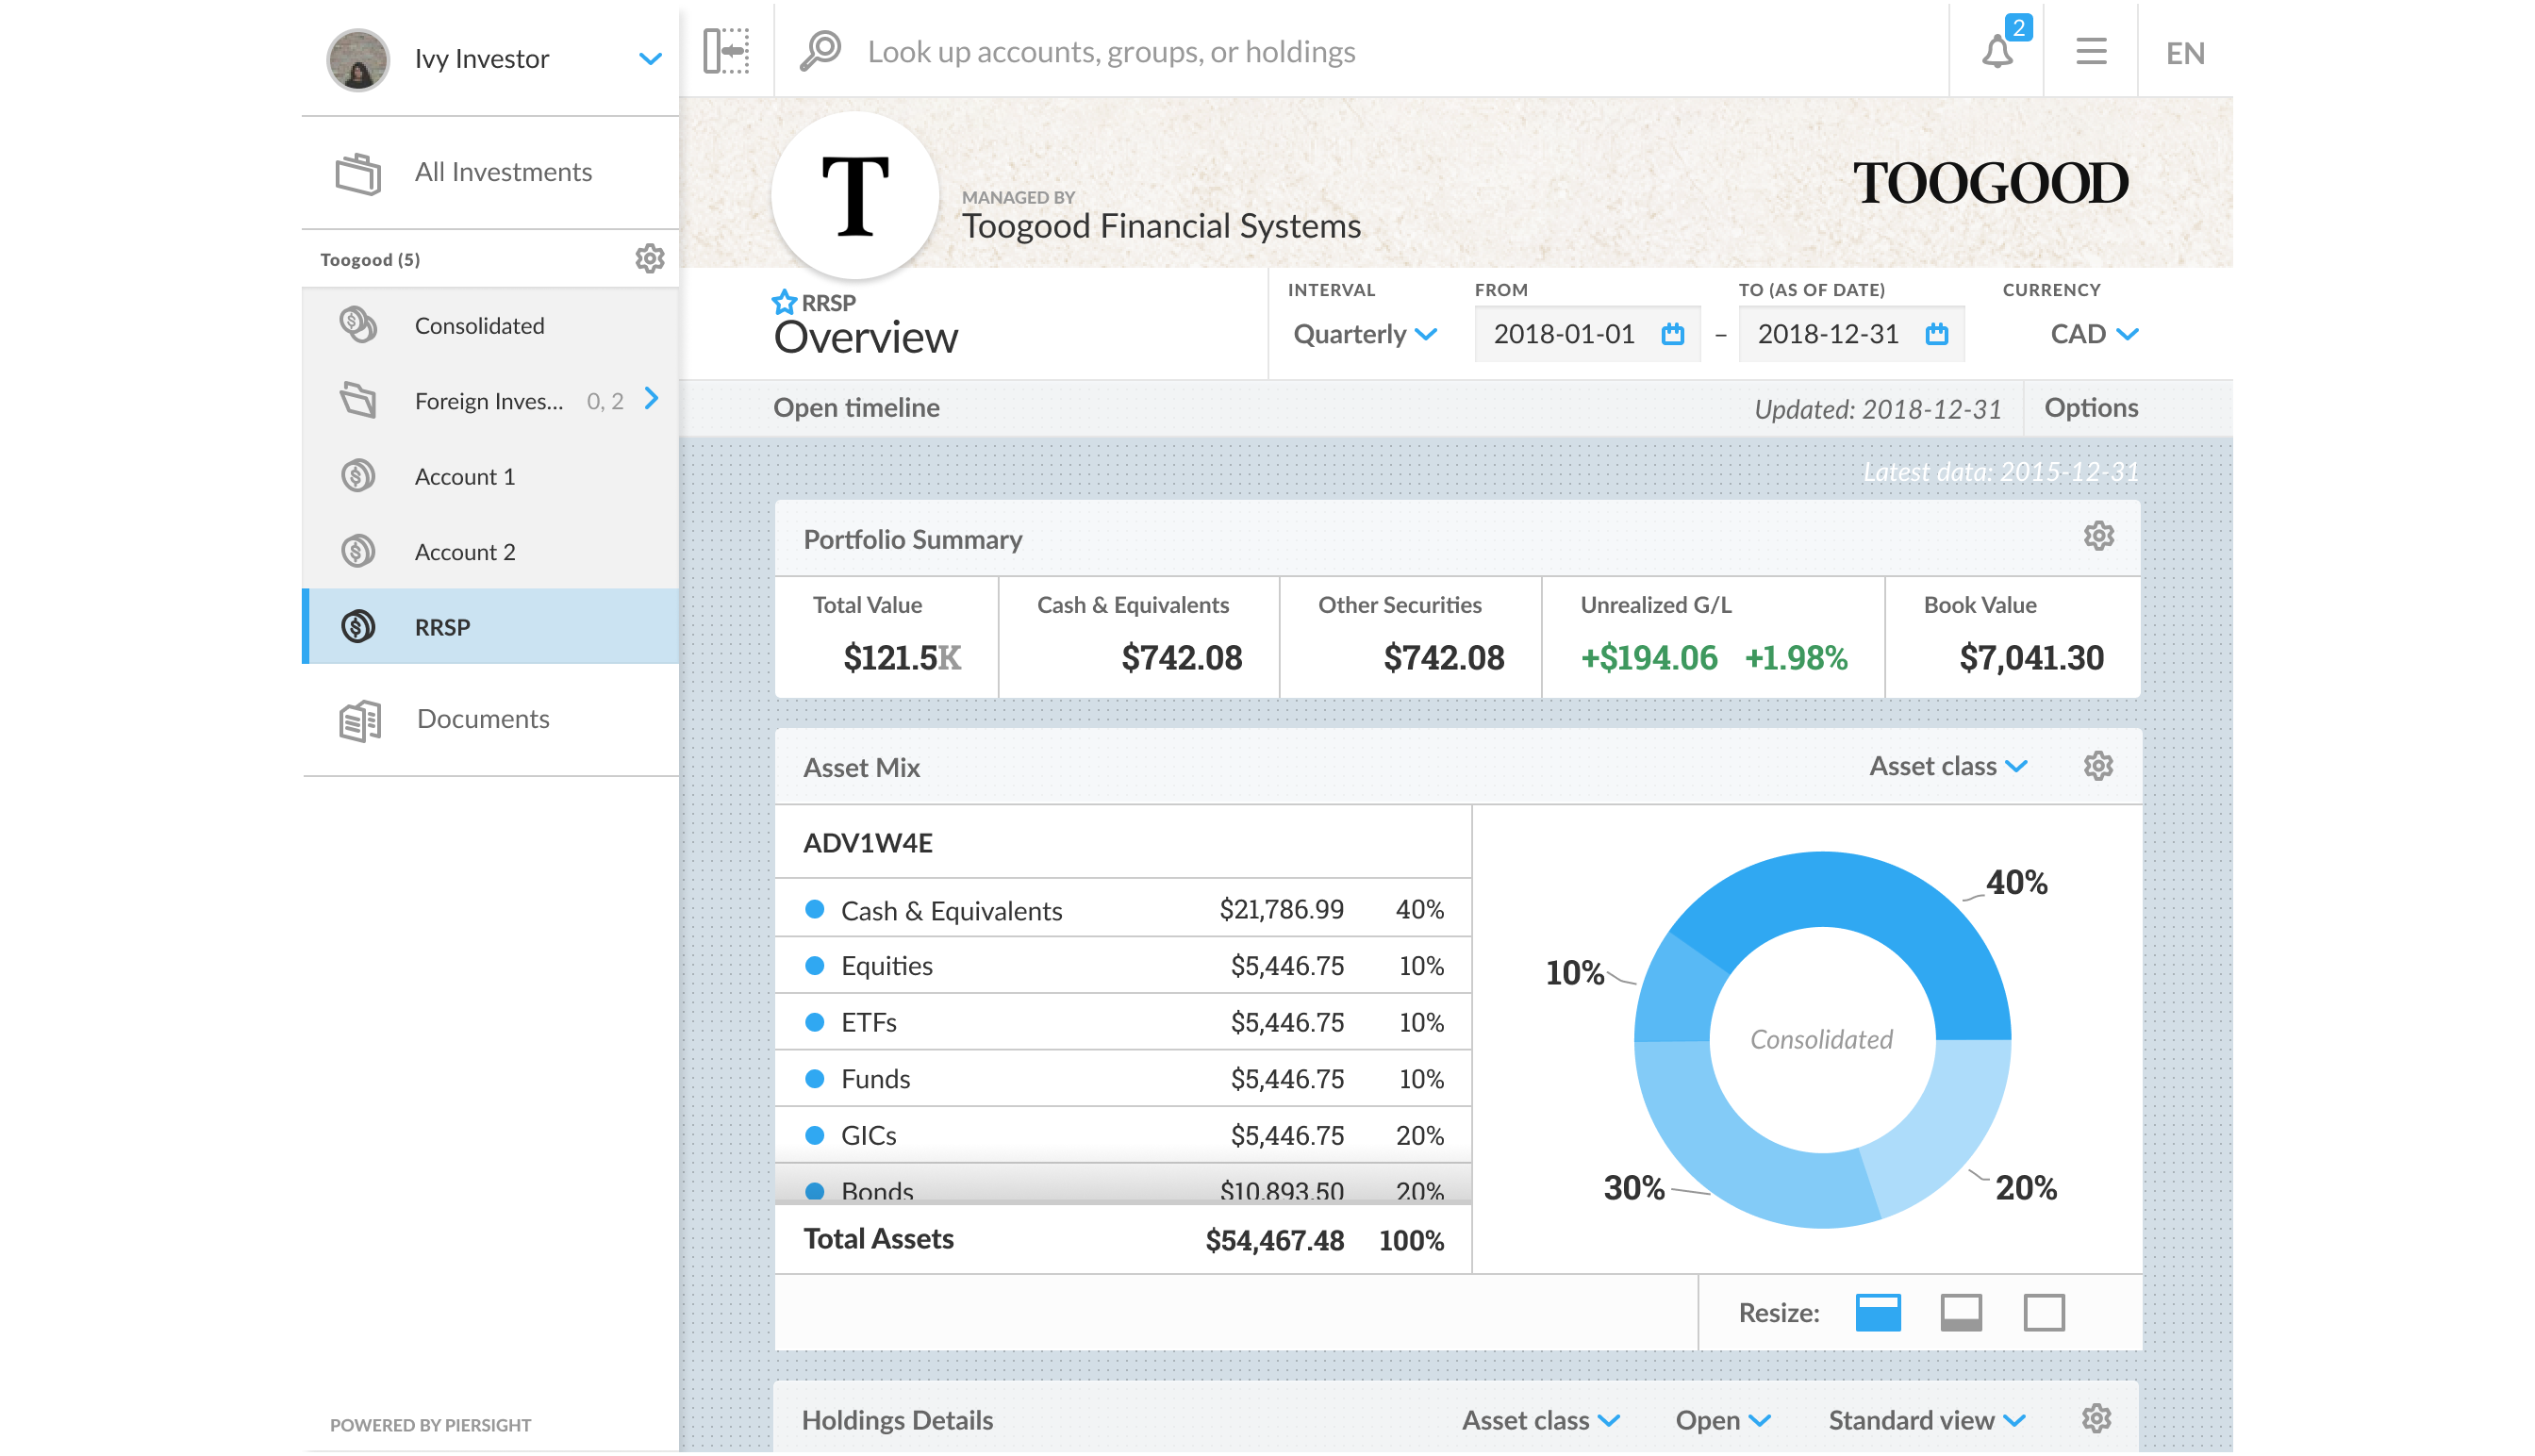 Ivy Investor
All Investments
Toogood (5)
Consolidated
Foreign Inves... 0, 2
Account 1
Account 2
RRSP
Documents
POWERED BY PIERSIGHT
Look up accounts, groups, or holdings
2
EN
T
MANAGED BY
Toogood Financial Systems
TOOGOOD
RRSP
Overview
INTERVAL FROM TO (AS OF DATE) CURRENCY
Quarterly 2018-01-01 – 2018-12-31 CAD
Open timeline Updated: 2018-12-31 Options
Latest data: 2015-12-31
Portfolio Summary
Total Value Cash & Equivalents Other Securities Unrealized G/L Book Value
$121.5K $742.08 $742.08 +$194.06 +1.98% $7,041.30
Asset Mix Asset class
ADV1W4E
Cash & Equivalents $21,786.99 40%
Equities $5,446.75 10%
ETFs $5,446.75 10%
Funds $5,446.75 10%
GICs $5,446.75 20%
Bonds $10,893.50 20%
Total Assets $54,467.48 100%
40%
10%
Consolidated
30%
20%
Resize:
Holdings Details Asset class Open Standard view